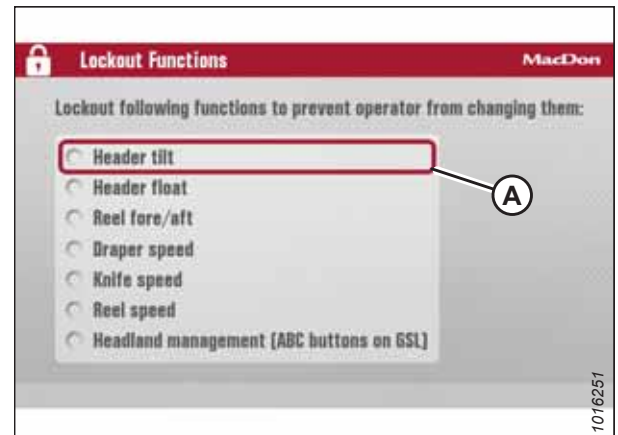 Lockout Functions
MacDon
Lockout following functions to prevent operator from changing them:
Header tilt
A
Header float
Reel fore/aft
Draper speed
Knife speed
Reel speed
Headland management (ABC buttons on GSL)
1016251